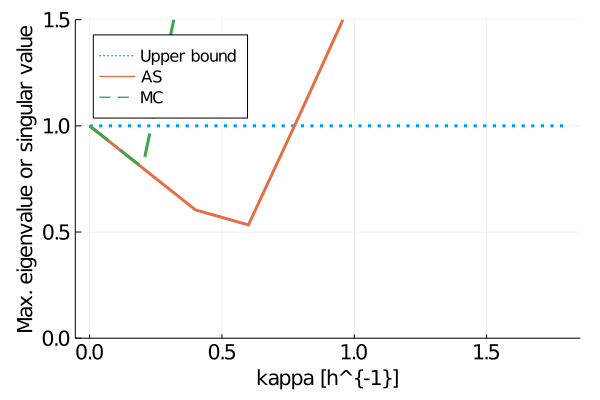 Max. eigenvalue or singular value
1.5
1.0
0.5
0.0
Upper bound
AS
MC
0.0 0.5 1.0 1.5
kappa [h^{-1}]